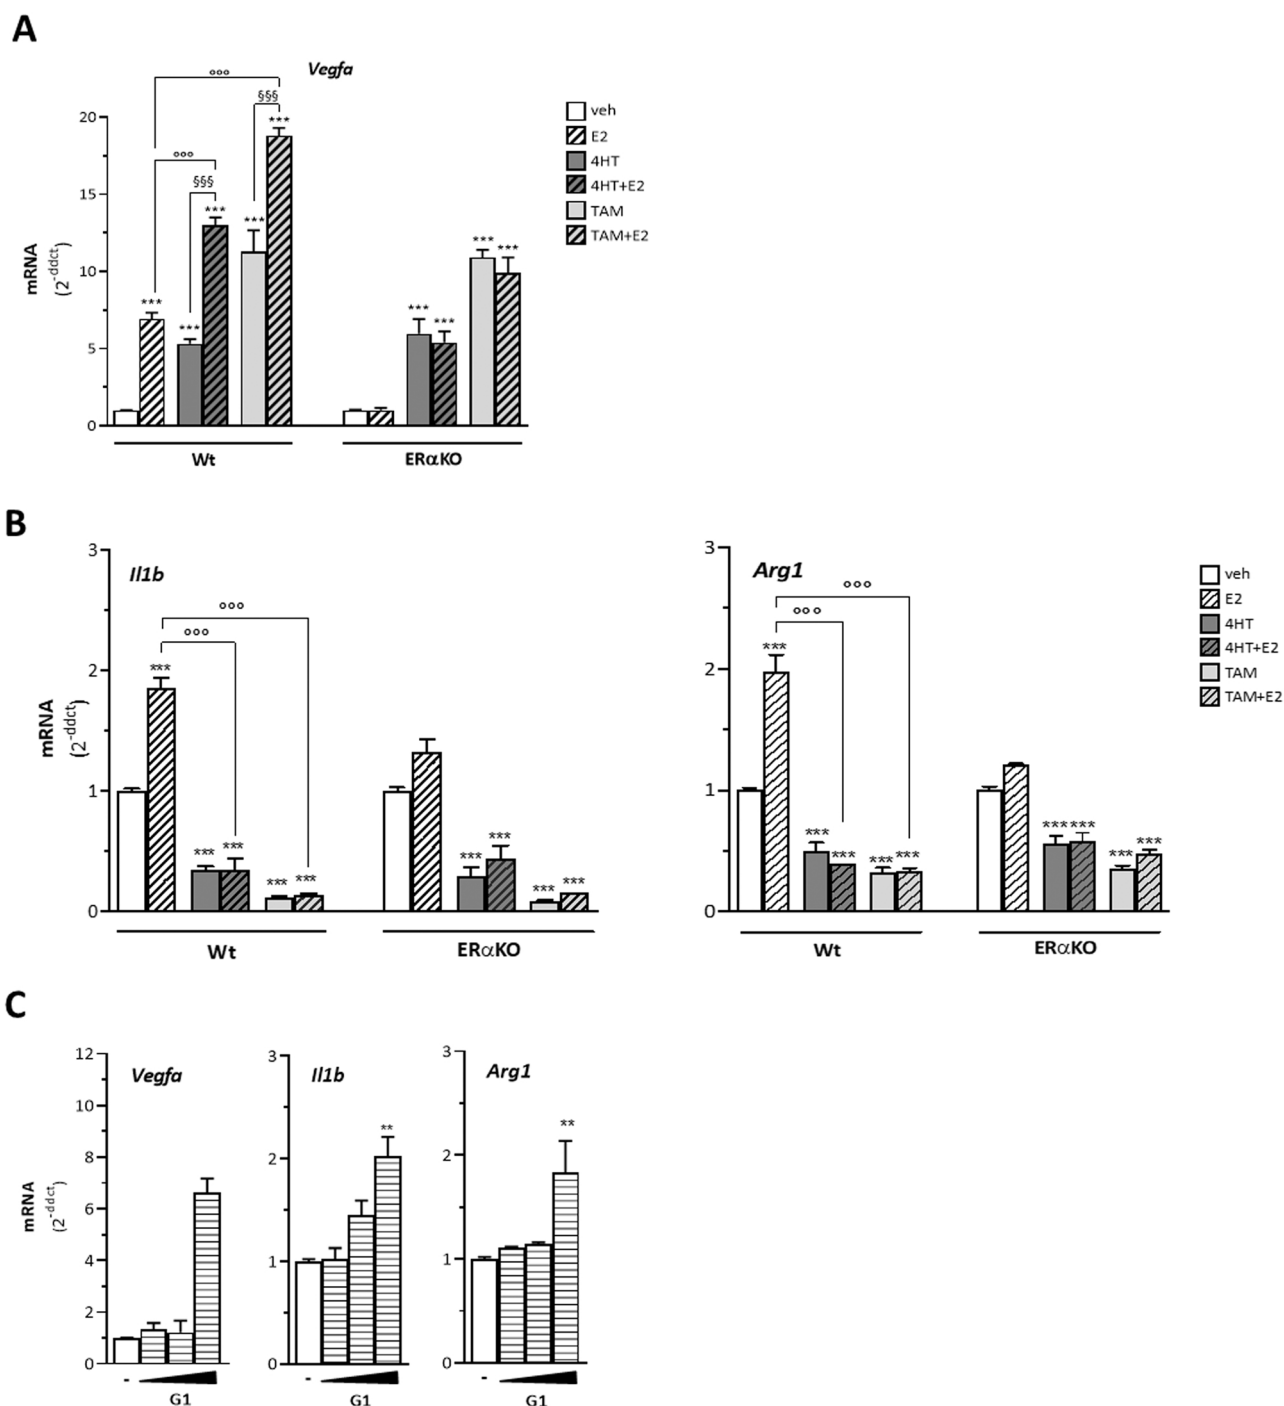 A
Vegfa
°°°
§§§
***
20
°°°
§§§
***
***
15
***
***
10
mRNA
(2^-ddct)
***
***
***
***
5
0
Wt
ERαKO
veh
E2
4HT
4HT+E2
TAM
TAM+E2
B
Il1b
3
°°°
°°°
***
2
mRNA
(2^-ddct)
1
*** ***
*** ***
***
***
*** ***
0
Wt
ERαKO
Arg1
3
°°°
°°°
***
2
1
***
***
*** ***
*** ***
***
***
0
Wt
ERαKO
veh
E2
4HT
4HT+E2
TAM
TAM+E2
C
Vegfa
12
10
8
6
4
2
0
mRNA
(2^-ddct)
-
G1
Il1b
3
**
2
1
0
-
G1
Arg1
3
**
2
1
0
-
G1